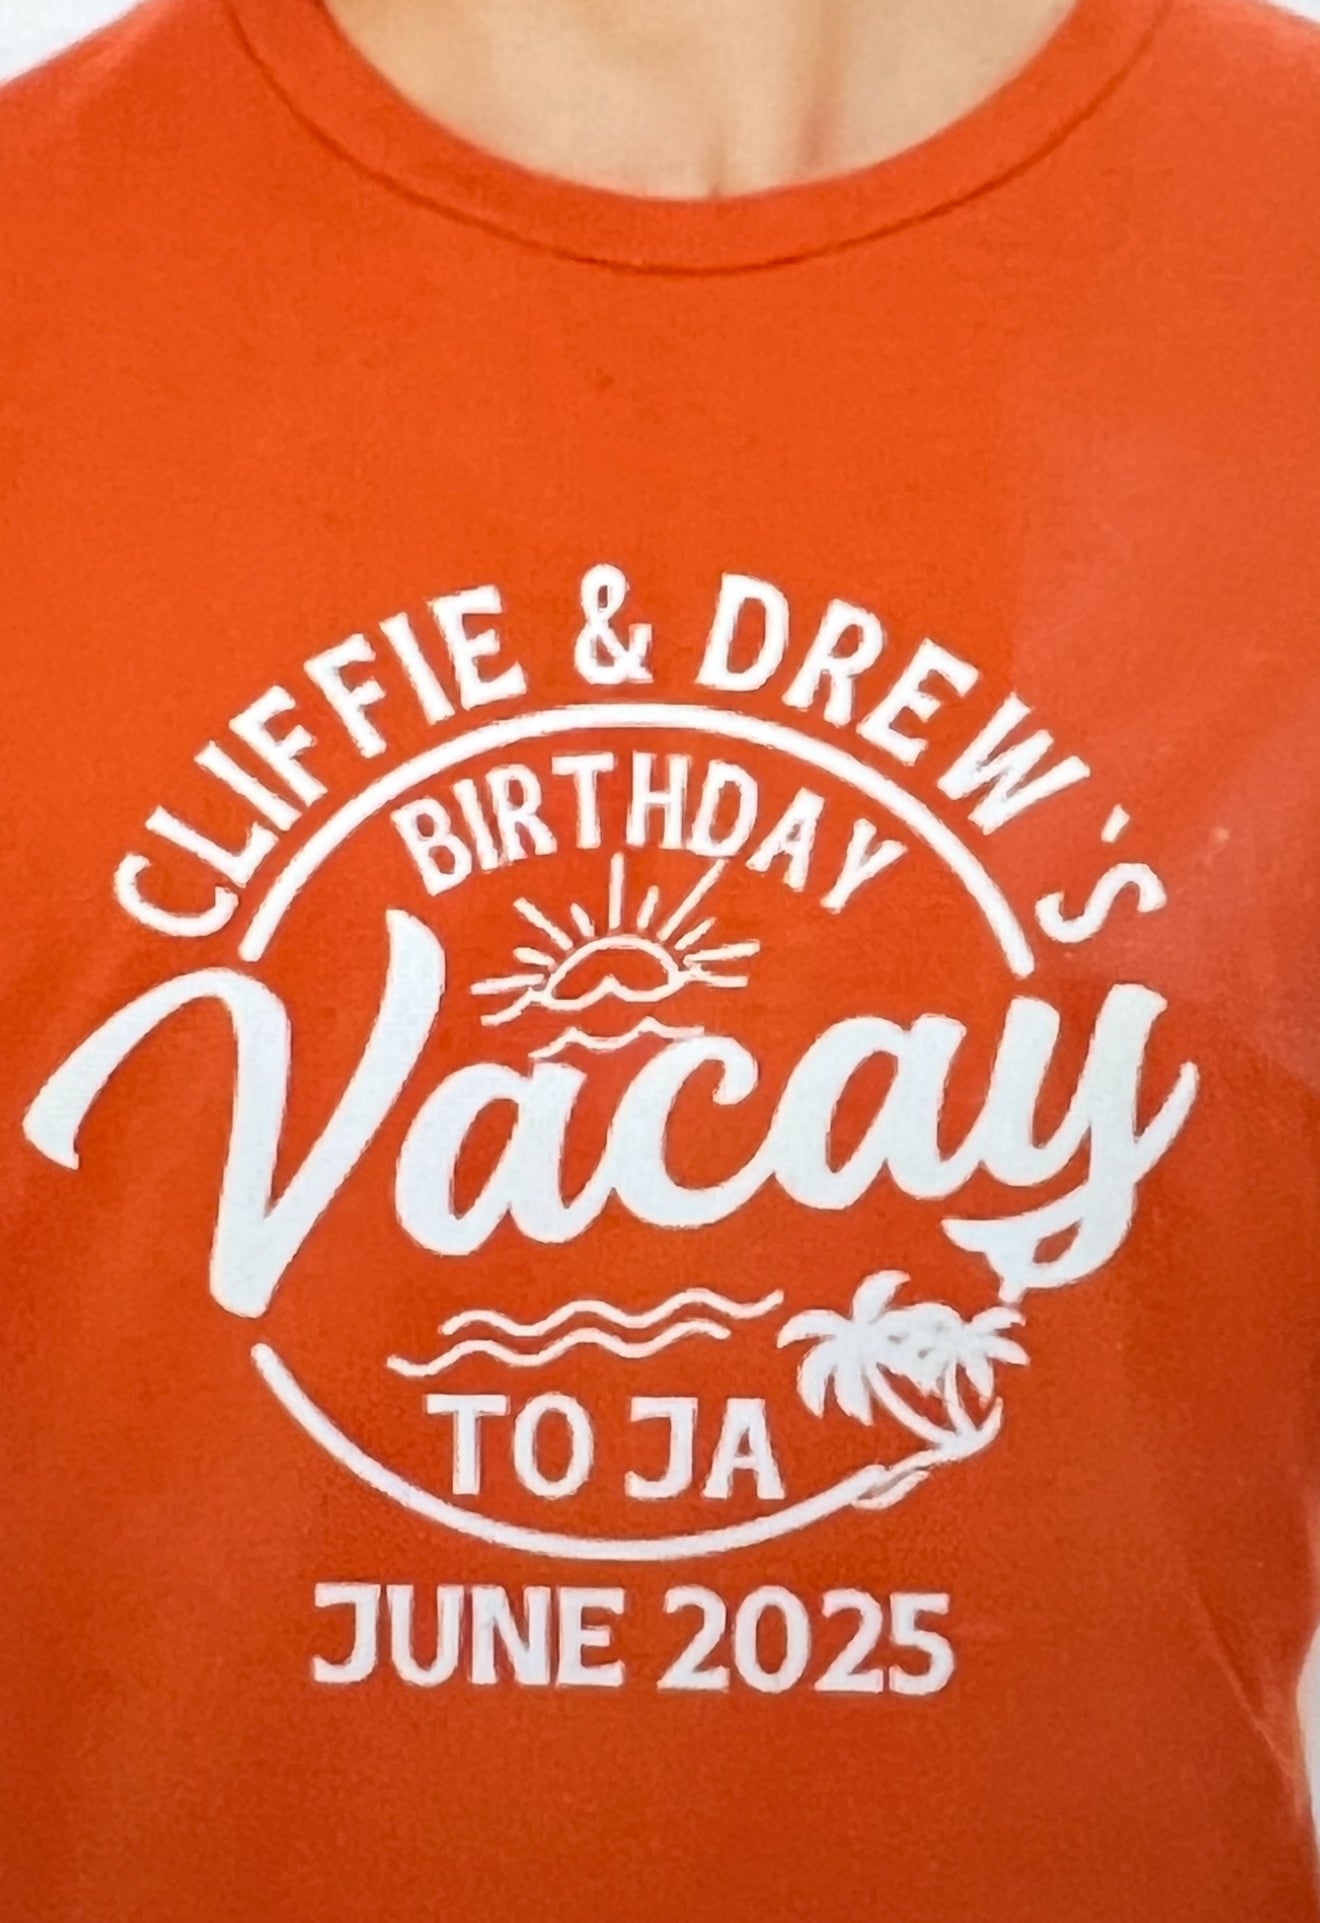 CLIFFIE & DREW'S
BIRTHDAY
Vacay
TO JA
JUNE 2025